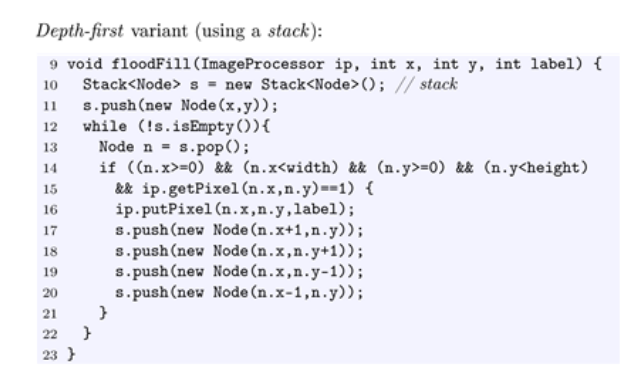 Depth-first variant (using a stack):
9 void floodFill(ImageProcessor ip, int x, int y, int label) {
10 Stack<Node> s = new Stack<Node>(); // stack
11 s.push(new Node(x,y));
12 while (!s.isEmpty()){
13 Node n = s.pop();
14 if ((n.x>=0) && (n.x<width) && (n.y>=0) && (n.y<height)
15 && ip.getPixel(n.x,n.y)==1) {
16 ip.putPixel(n.x,n.y,label);
17 s.push(new Node(n.x+1,n.y));
18 s.push(new Node(n.x,n.y+1));
19 s.push(new Node(n.x,n.y-1));
20 s.push(new Node(n.x-1,n.y));
21 }
22 }
23 }